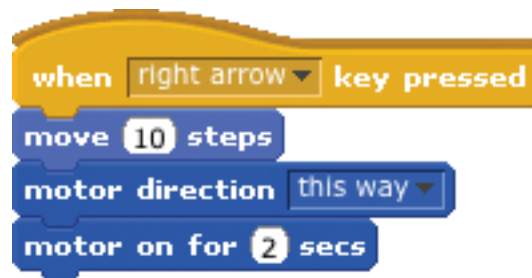 when right arrow key pressed
move 10 steps
motor direction this way
motor on for 2 secs